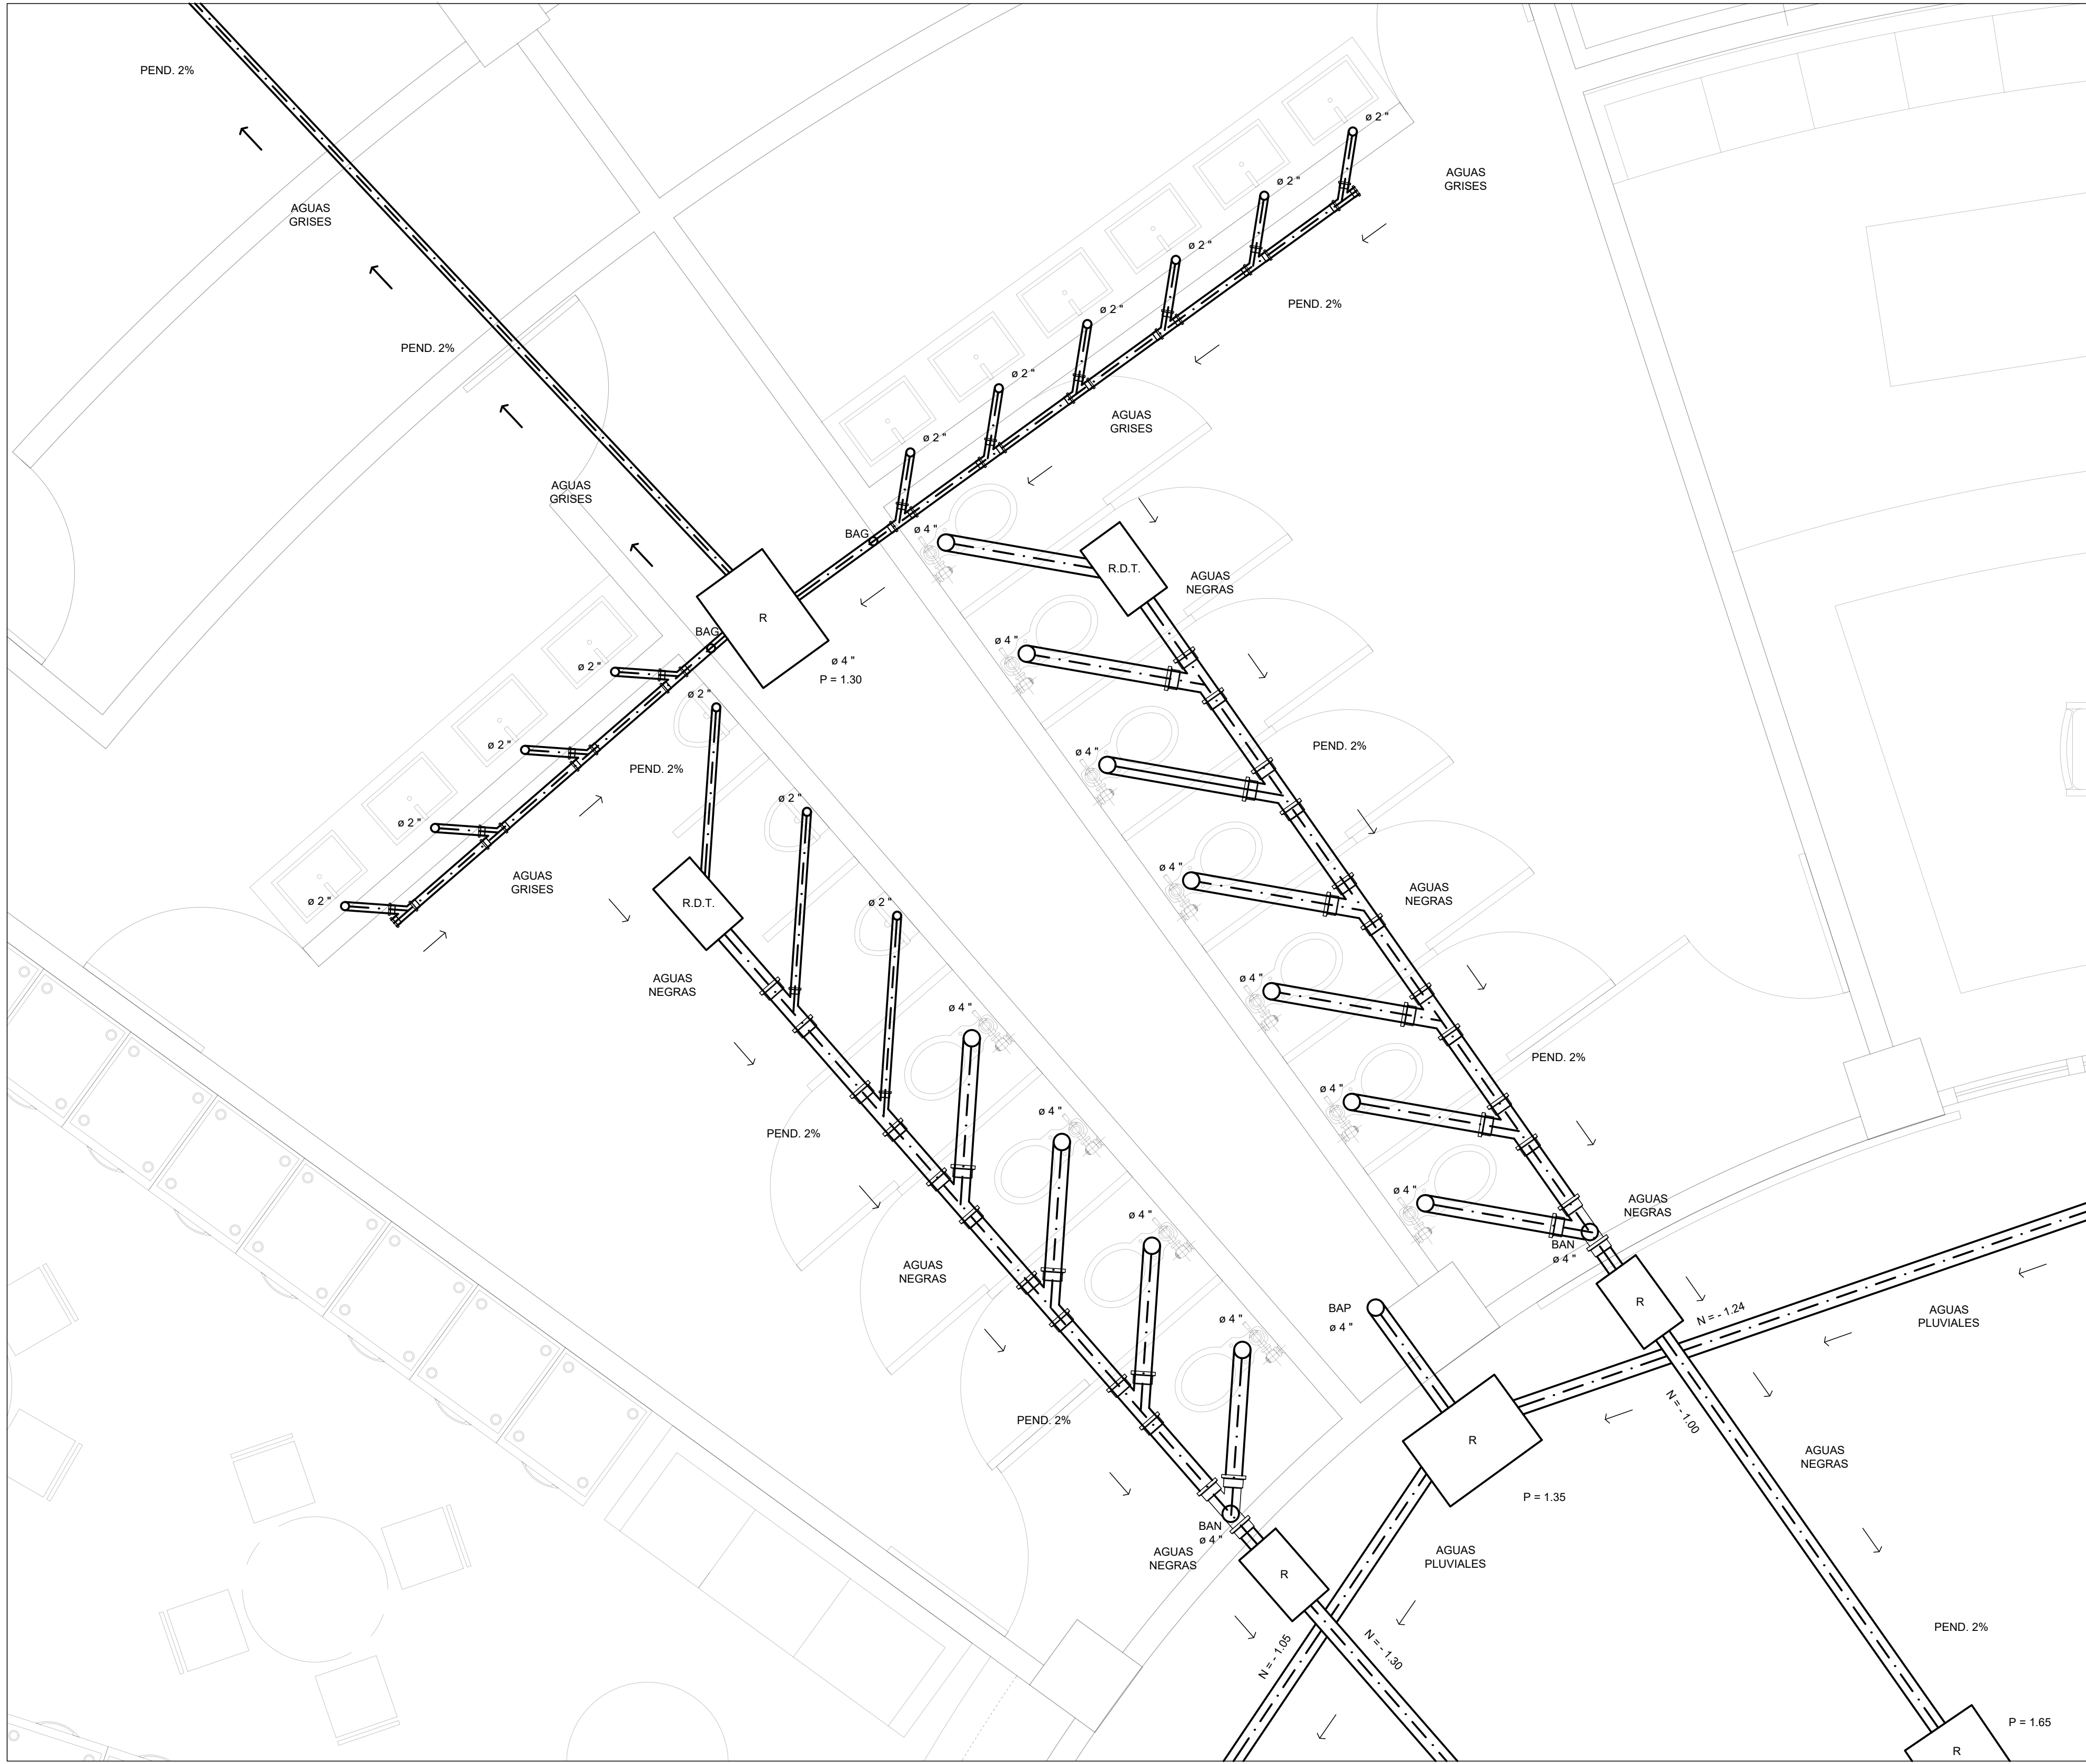 PEND. 2%
ø 2 "
AGUAS
GRISES
ø 2 "
AGUAS
GRISES
ø 2 "
PEND. 2%
ø 2 "
PEND. 2%
ø 2 "
AGUAS
GRISES
ø 2 "
AGUAS
GRISES
BAG
ø 4 "
R.D.T.
AGUAS
NEGRAS
R
BAG
ø 4 "
ø 4 "
P = 1.30
ø 2 "
ø 2 "
ø 2 "
PEND. 2%
ø 4 "
PEND. 2%
ø 2 "
ø 2 "
AGUAS
GRISES
ø 4 "
AGUAS
NEGRAS
ø 2 "
R.D.T.
ø 2 "
AGUAS
NEGRAS
ø 4 "
ø 4 "
PEND. 2%
ø 4 "
ø 4 "
PEND. 2%
ø 4 "
AGUAS
NEGRAS
ø 4 "
BAN
ø 4 "
AGUAS
NEGRAS
R
BAP
ø 4 "
ø 4 "
N = - 1.24
AGUAS
PLUVIALES
PEND. 2%
N = - 1.00
R
AGUAS
NEGRAS
P = 1.35
BAN
ø 4 "
AGUAS
NEGRAS
AGUAS
PLUVIALES
R
N = - 1.05
N = - 1.30
PEND. 2%
P = 1.65
R